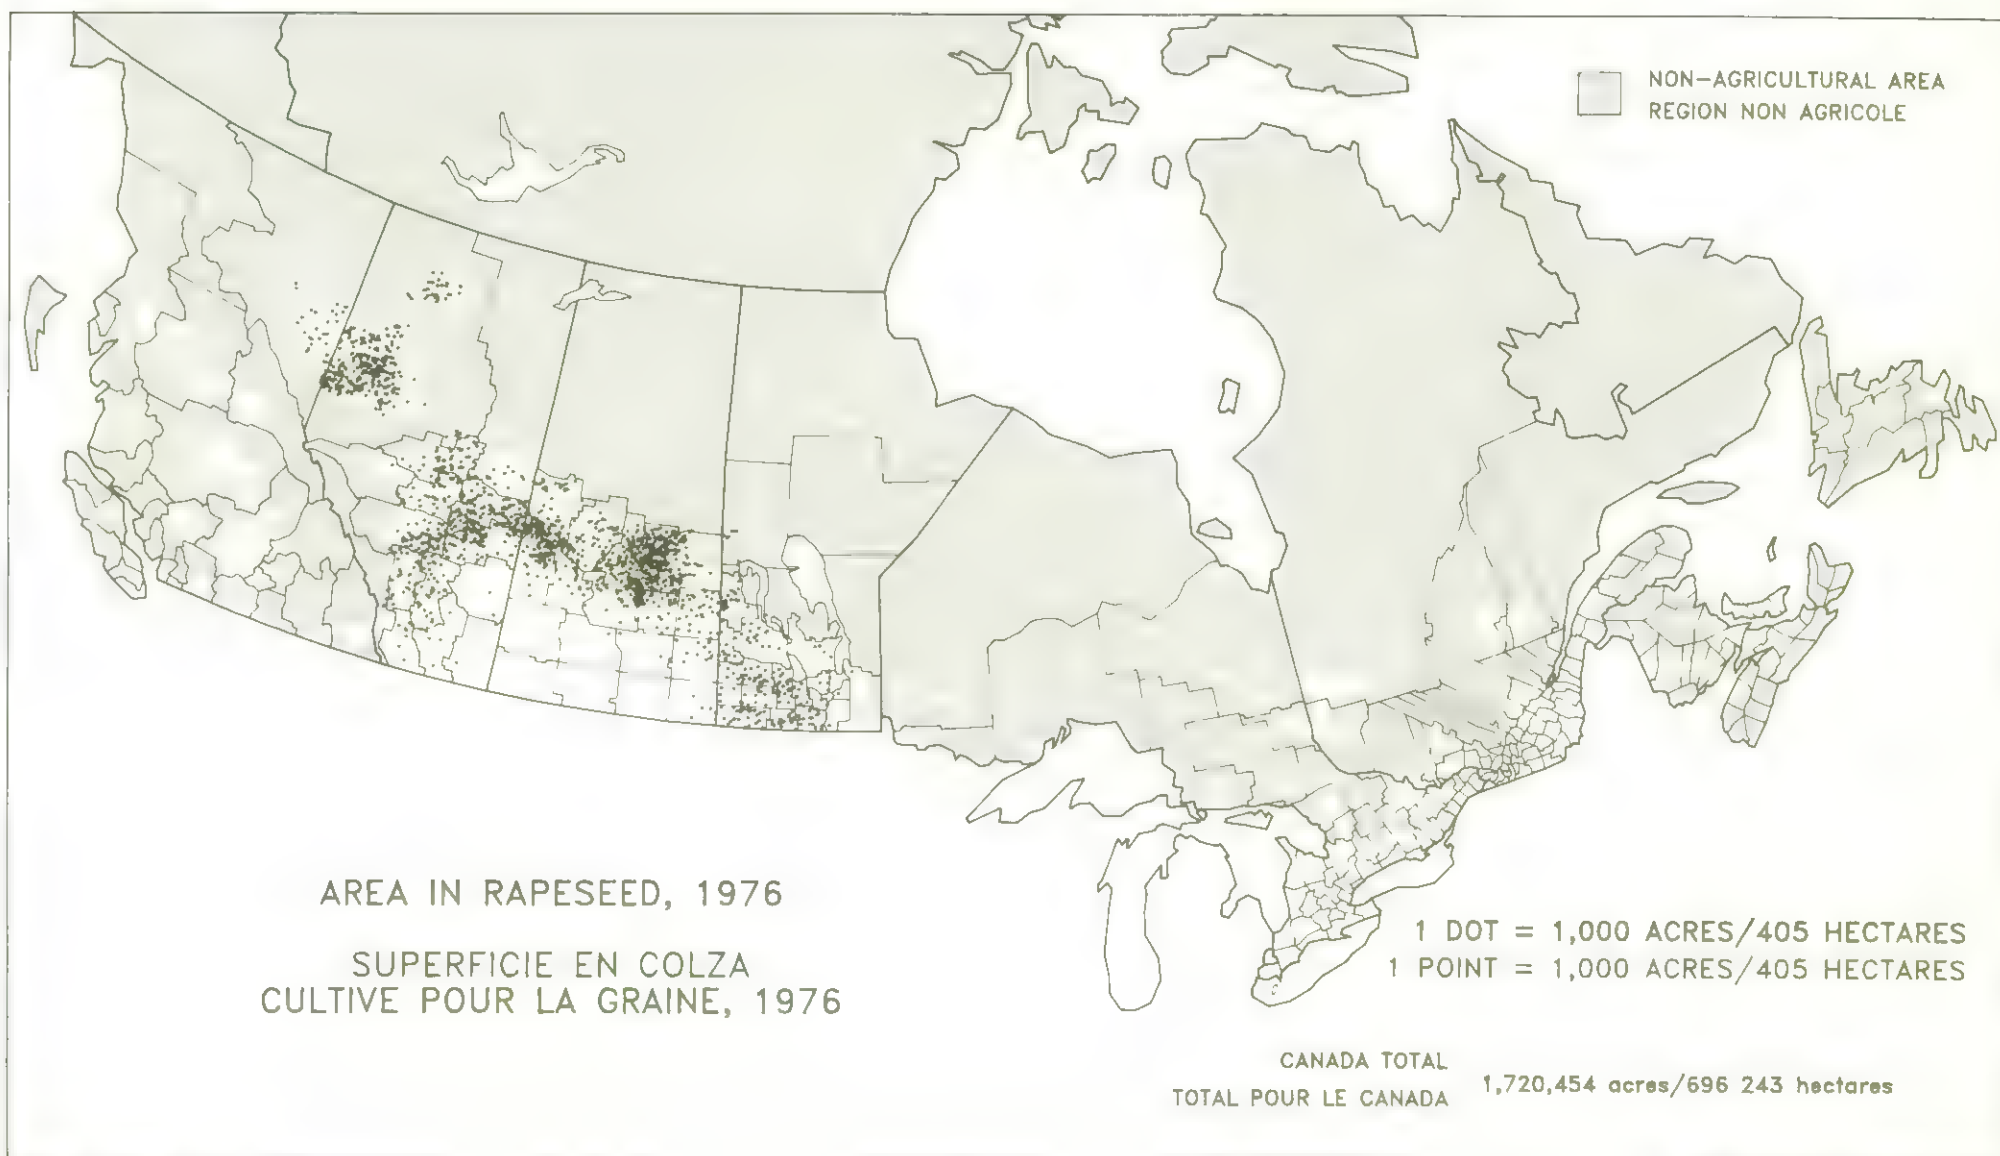 NON-AGRICULTURAL AREA
REGION NON AGRICOLE
AREA IN RAPESEED, 1976
SUPERFICIE EN COLZA
CULTIVE POUR LA GRAINE, 1976
1 DOT = 1,000 ACRES/405 HECTARES
1 POINT = 1,000 ACRES/405 HECTARES
CANADA TOTAL
TOTAL POUR LE CANADA
1,720,454 acres/696 243 hectares